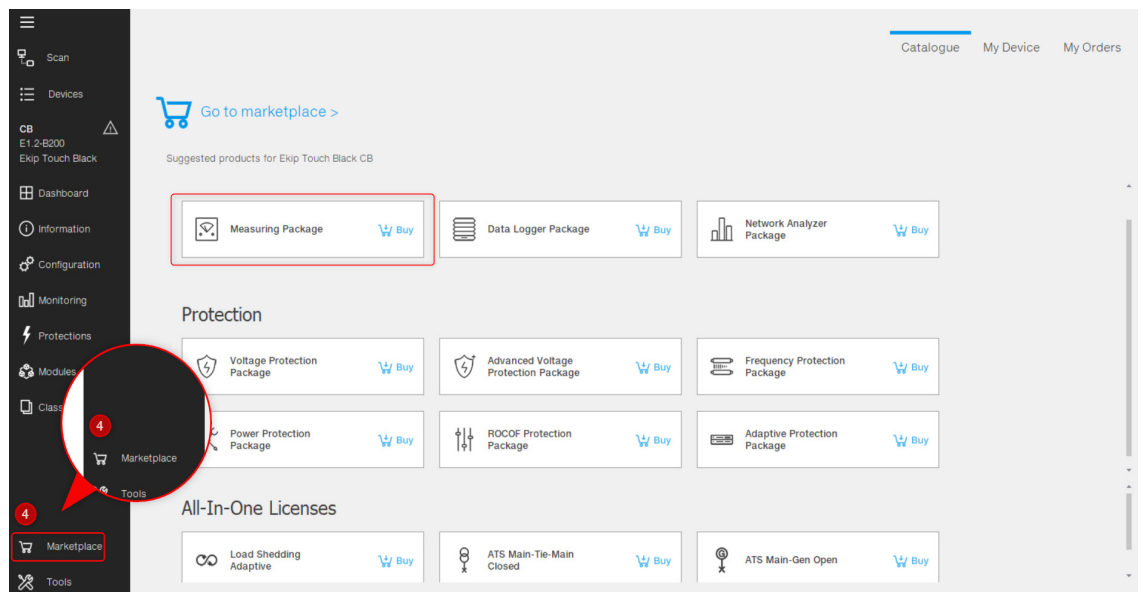 Scan
Devices
CB
E1.2-B200
Ekip Touch Black
Dashboard
Information
Configuration
Monitoring
Protections
Modules
Class
4
Marketplace
Tools
4
Marketplace
Tools
Catalogue My Device My Orders
Go to marketplace >
Suggested products for Ekip Touch Black CB
Measuring Package Buy
Data Logger Package Buy
Network Analyzer
Package Buy
Protection
Voltage Protection
Package Buy
Advanced Voltage
Protection Package Buy
Frequency Protection
Package Buy
Power Protection
Package Buy
ROCOF Protection
Package Buy
Adaptive Protection
Package Buy
All-In-One Licenses
Load Shedding
Adaptive Buy
ATS Main-Tie-Main
Closed Buy
ATS Main-Gen Open Buy